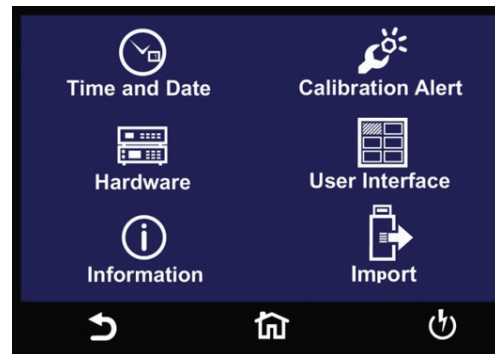 Time and Date
Calibration Alert
Hardware
User Interface
Information
Import